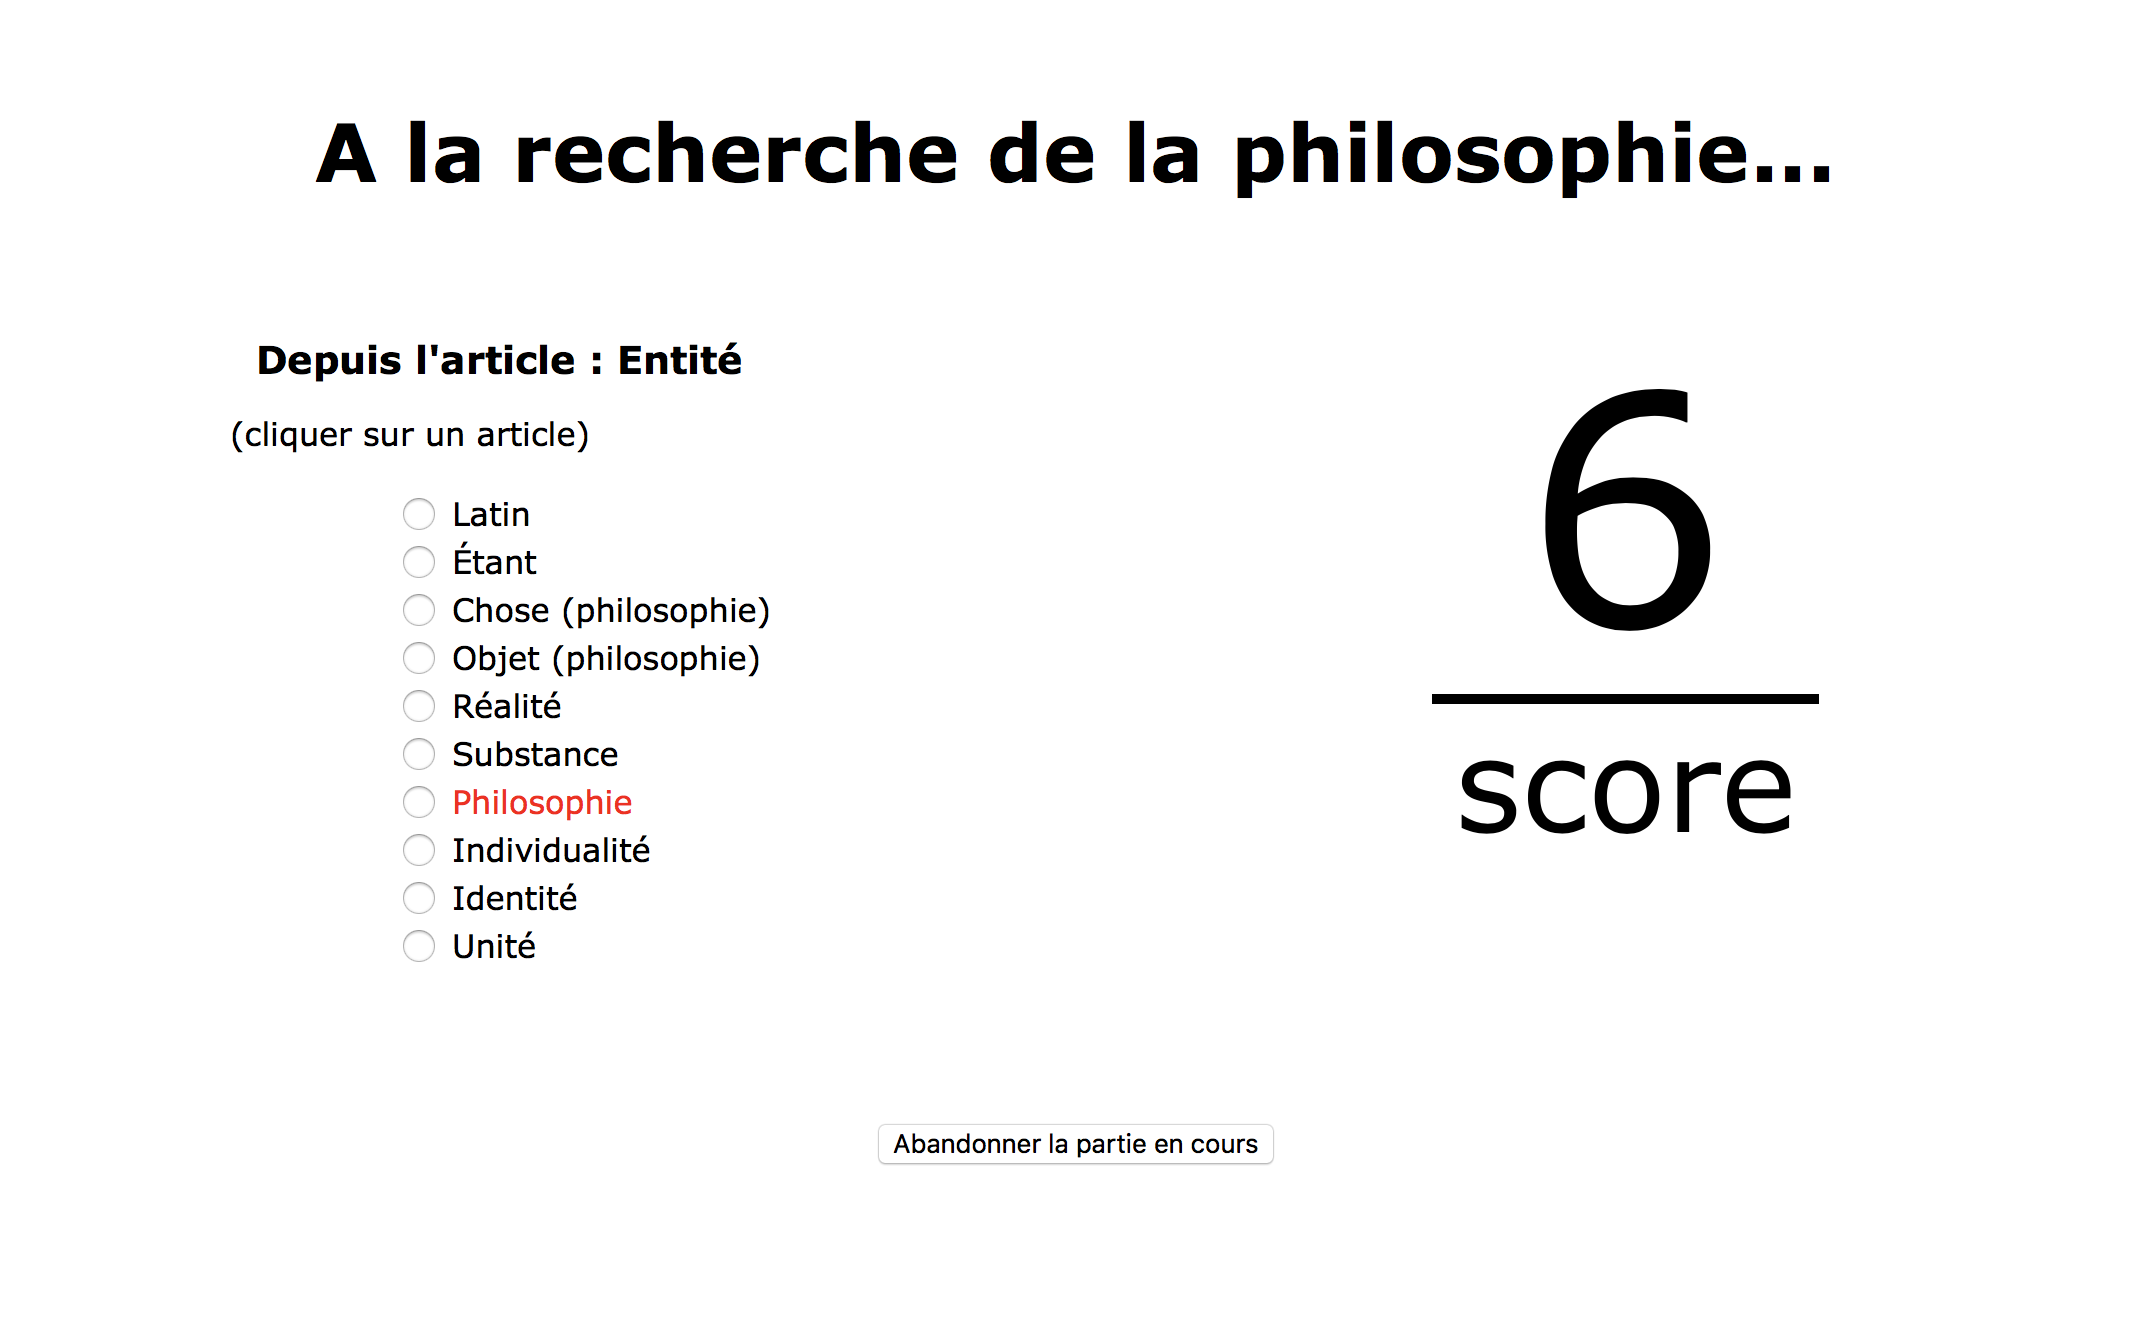 A la recherche de la philosophie...
Depuis l'article : Entité
(cliquer sur un article)
Latin
Étant
Chose (philosophie)
Objet (philosophie)
Réalité
Substance
Philosophie
Individualité
Identité
Unité
6
score
Abandonner la partie en cours